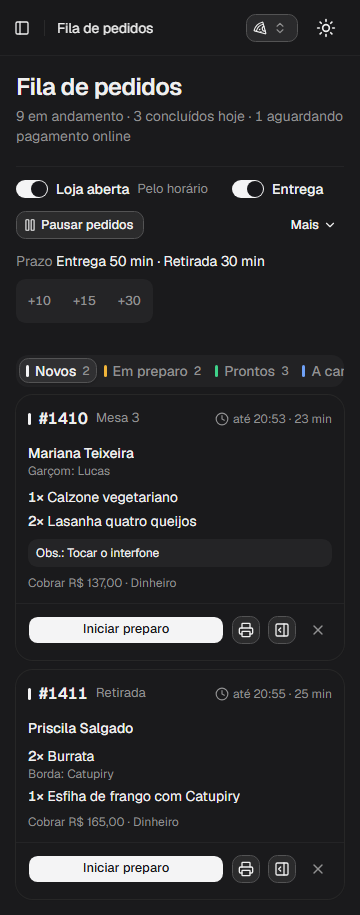 Fila de pedidos
Fila de pedidos
9 em andamento · 3 concluídos hoje · 1 aguardando
pagamento online
Loja aberta Pelo horário Entrega
Pausar pedidos Mais
Prazo Entrega 50 min · Retirada 30 min
+10 +15 +30
Novos 2 Em preparo 2 Prontos 3 A car
#1410 Mesa 3 até 20:53 · 23 min
Mariana Teixeira
Garçom: Lucas
1× Calzone vegetariano
2× Lasanha quatro queijos
Obs.: Tocar o interfone
Cobrar R$ 137,00 · Dinheiro
Iniciar preparo
#1411 Retirada até 20:55 · 25 min
Priscila Salgado
2× Burrata
Borda: Catupiry
1× Esfiha de frango com Catupiry
Cobrar R$ 165,00 · Dinheiro
Iniciar preparo